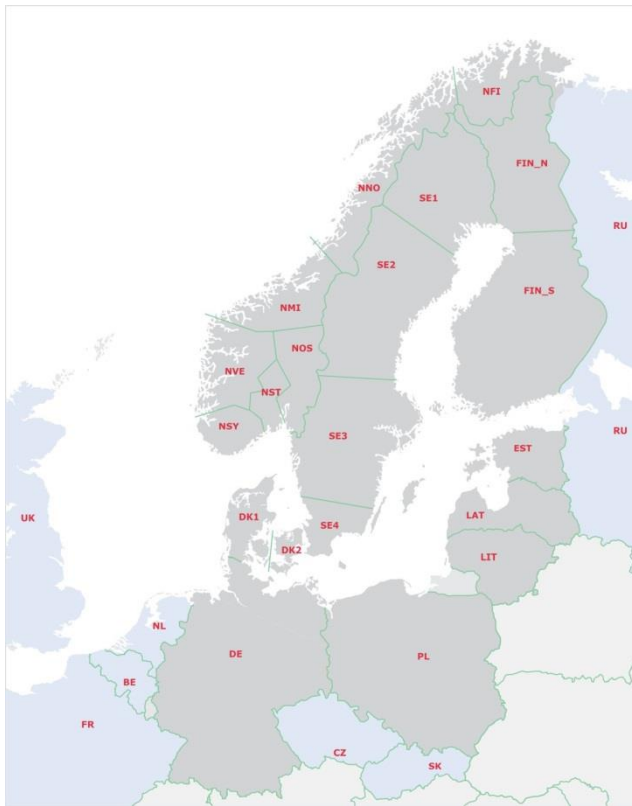 NFI
FIN_N
NNO
SE1
RU
SE2
FIN_S
NMI
NOS
NVE
NST
NSY
SE3
RU
EST
UK
DK1
LAT
SE4
DK2
LIT
NL
DE
PL
BE
FR
CZ
SK